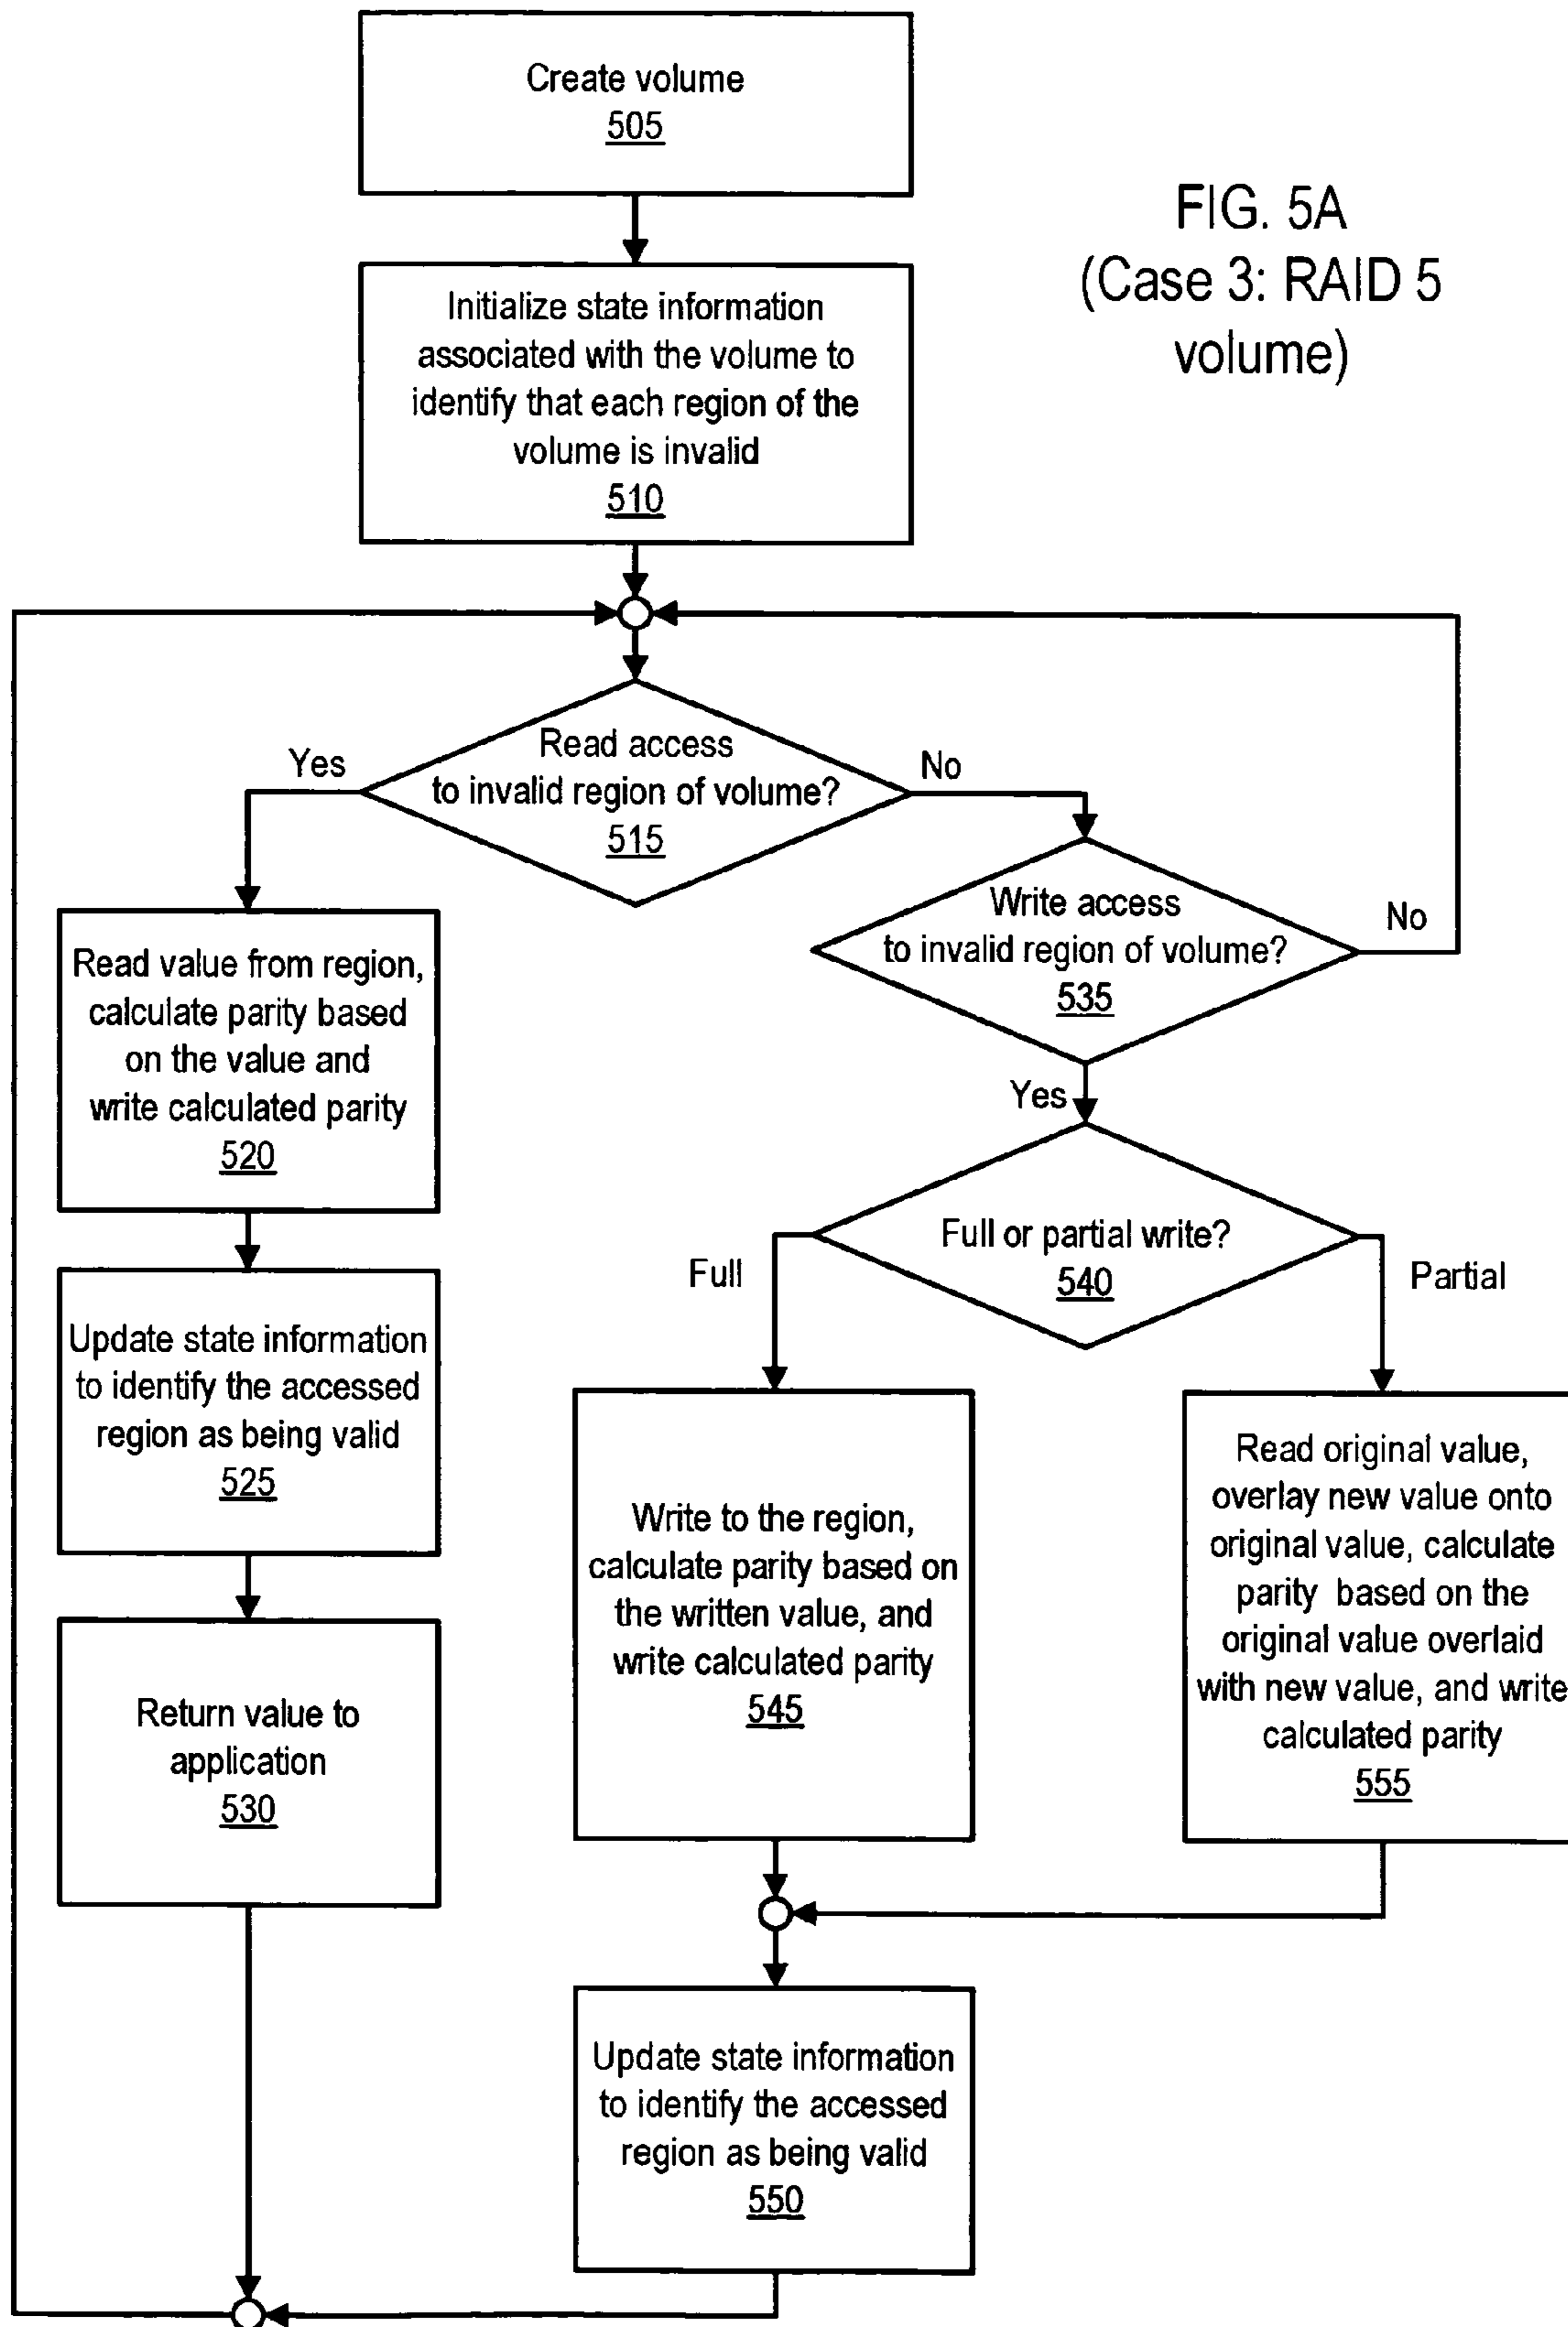 Create volume
505
FIG. 5A
(Case 3: RAID 5
volume)
Initialize state information
associated with the volume to
identify that each region of the
volume is invalid
510
Read access
to invalid region of volume?
515
Yes
No
Write access
to invalid region of volume?
535
No
Yes
Read value from region,
calculate parity based
on the value and
write calculated parity
520
Full or partial write?
540
Full
Partial
Update state information
to identify the accessed
region as being valid
525
Write to the region,
calculate parity based on
the written value, and
write calculated parity
545
Read original value,
overlay new value onto
original value, calculate
parity based on the
original value overlaid
with new value, and write
calculated parity
555
Return value to
application
530
Update state information
to identify the accessed
region as being valid
550